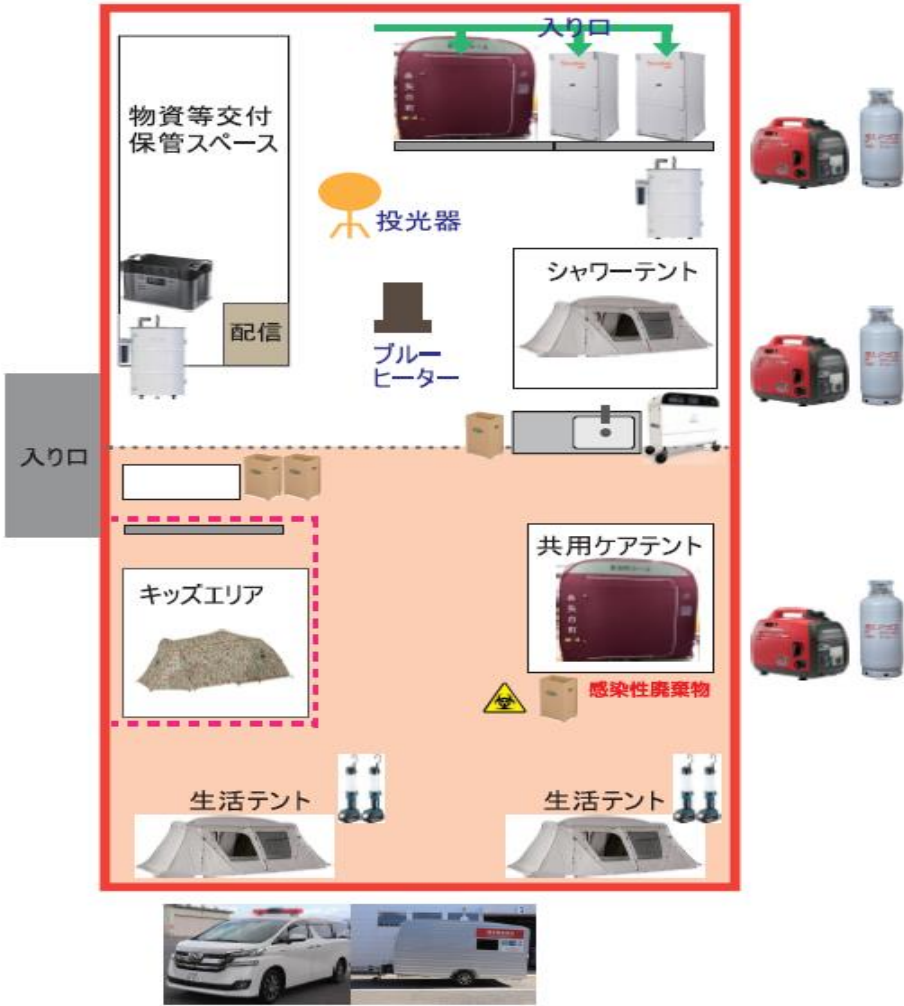 入り口
物資等交付
保管スペース
投光器
シャワーテント
配信
ブルー
ヒーター
入り口
共用ケアテント
キッズエリア
感染性廃棄物
生活テント
生活テント